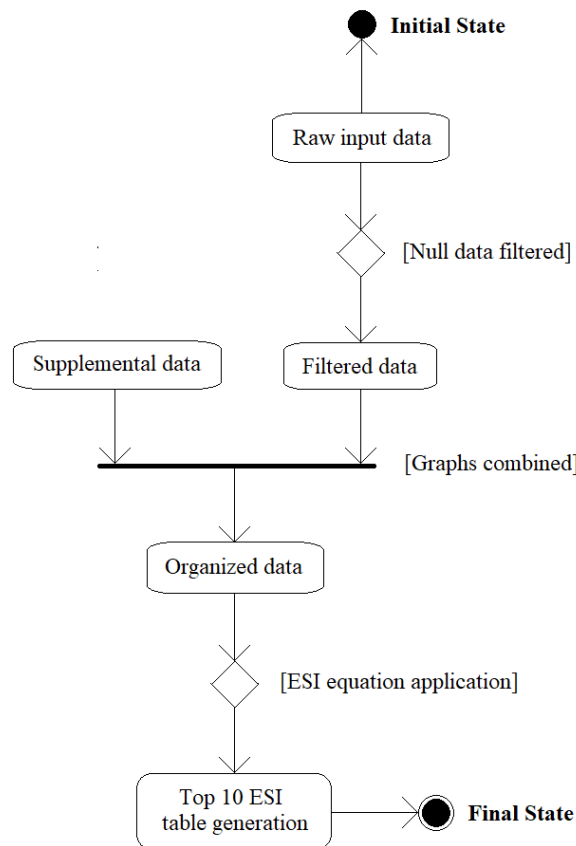 Initial State
Raw input data
[Null data filtered]
Supplemental data
Filtered data
[Graphs combined]
Organized data
[ESI equation application]
Top 10 ESI
table generation
Final State